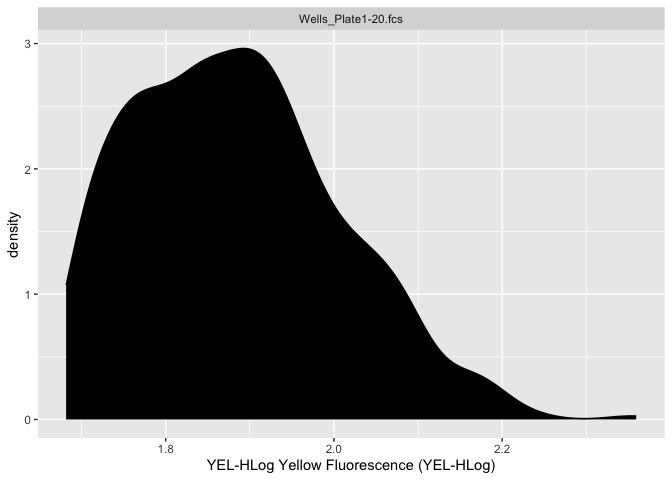 Wells_Plate1-20.fcs
3
2
1
0
density
1.8
2.0
2.2
YEL-HLog Yellow Fluorescence (YEL-HLog)